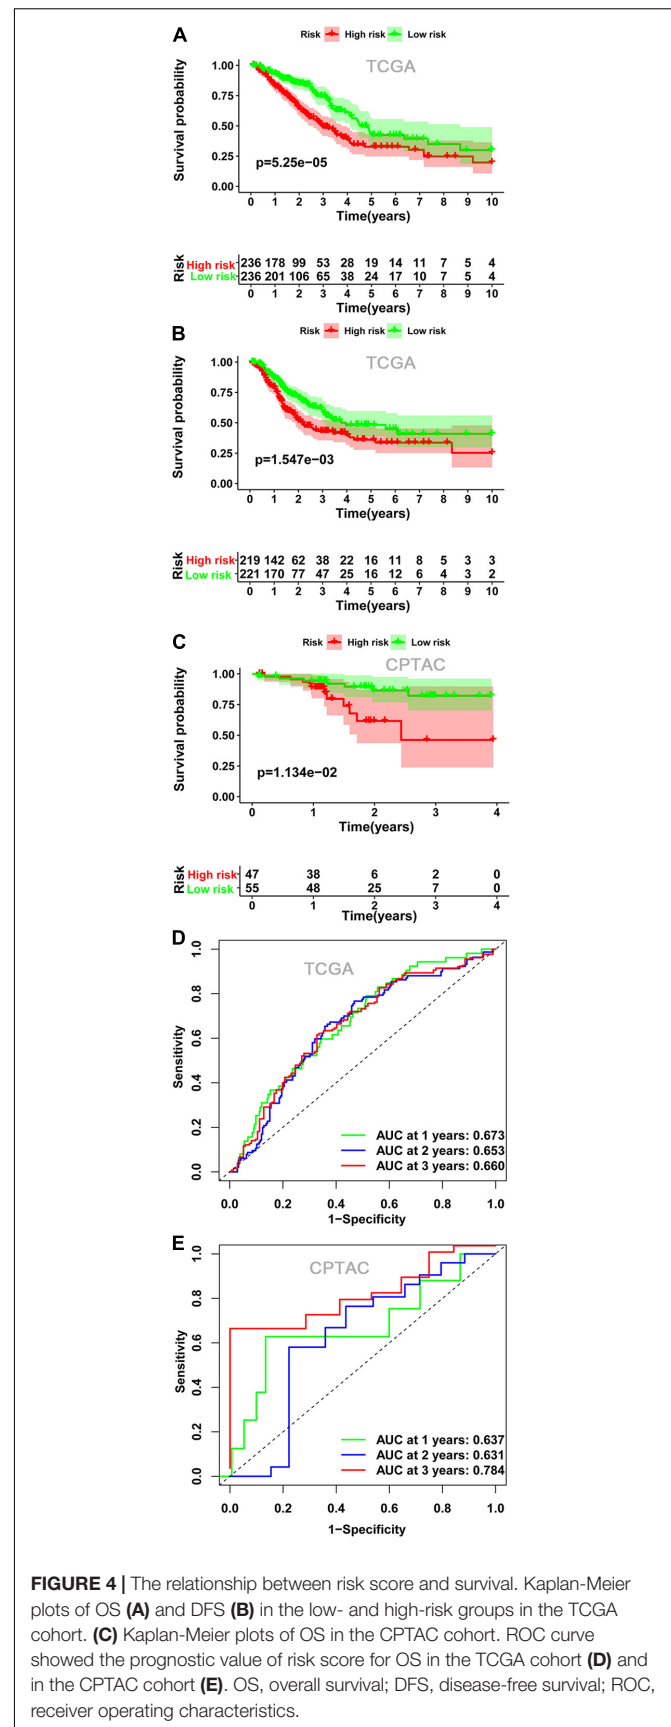 A
Risk High risk Low risk
TCGA
Survival probability
1.00
0.75
0.50
0.25
0.00
p=5.25e−05
0 1 2 3 4 5 6 7 8 9 10
Time(years)
Risk
High risk 236 178 99 53 28 19 14 11 7 5 4
Low risk 236 201 106 65 38 24 17 10 7 5 4
0 1 2 3 4 5 6 7 8 9 10
Time(years)
B
Risk High risk Low risk
TCGA
Survival probability
1.00
0.75
0.50
0.25
0.00
p=1.547e−03
0 1 2 3 4 5 6 7 8 9 10
Time(years)
Risk
High risk 219 142 62 38 22 16 11 8 5 3 3
Low risk 221 170 77 47 25 16 12 6 4 3 2
0 1 2 3 4 5 6 7 8 9 10
Time(years)
C
Risk High risk Low risk
CPTAC
Survival probability
1.00
0.75
0.50
0.25
0.00
p=1.134e−02
0 1 2 3 4
Time(years)
Risk
High risk 47 38 6 2 0
Low risk 55 48 25 7 0
0 1 2 3 4
Time(years)
D
TCGA
Sensitivity
1.0
0.8
0.6
0.4
0.2
0.0
AUC at 1 years: 0.673
AUC at 2 years: 0.653
AUC at 3 years: 0.660
0.0 0.2 0.4 0.6 0.8 1.0
1−Specificity
E
CPTAC
Sensitivity
1.0
0.8
0.6
0.4
0.2
0.0
AUC at 1 years: 0.637
AUC at 2 years: 0.631
AUC at 3 years: 0.784
0.0 0.2 0.4 0.6 0.8 1.0
1−Specificity
FIGURE 4 | The relationship between risk score and survival. Kaplan-Meier
plots of OS (A) and DFS (B) in the low- and high-risk groups in the TCGA
cohort. (C) Kaplan-Meier plots of OS in the CPTAC cohort. ROC curve
showed the prognostic value of risk score for OS in the TCGA cohort (D) and
in the CPTAC cohort (E). OS, overall survival; DFS, disease-free survival; ROC,
receiver operating characteristics.